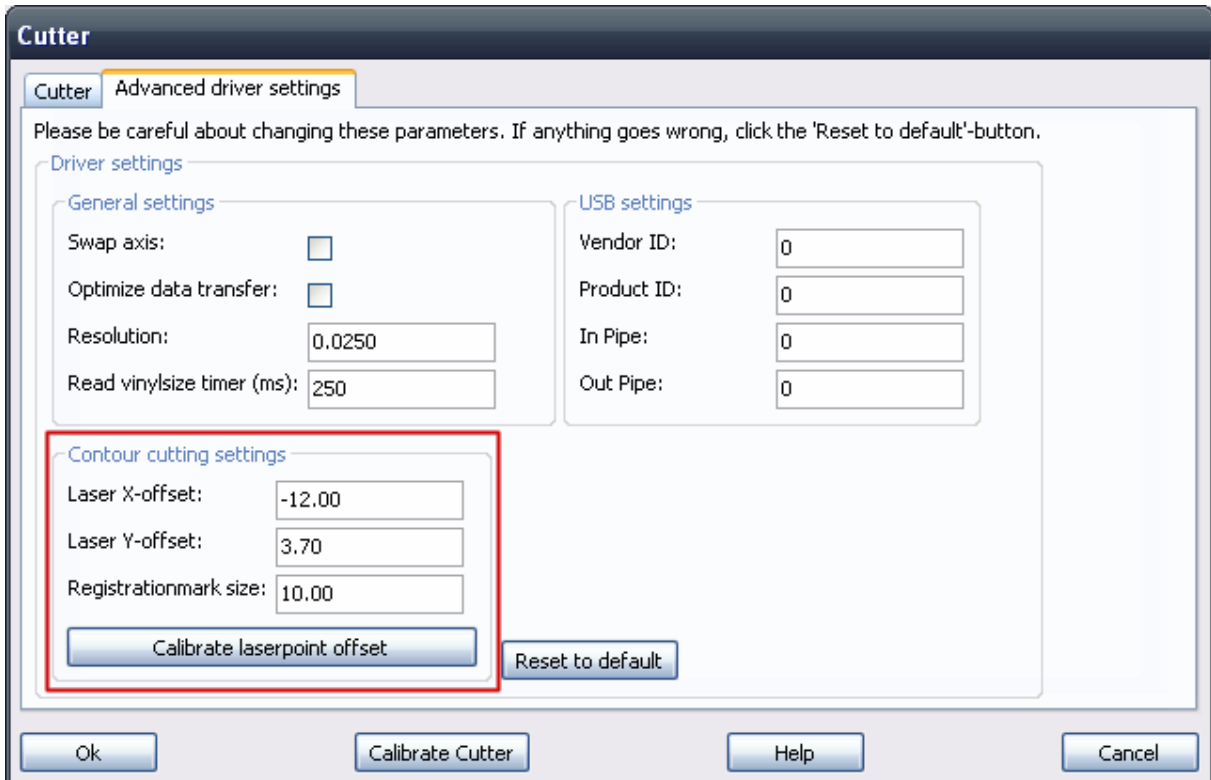 Cutter
Cutter
Advanced driver settings
Please be careful about changing these parameters. If anything goes wrong, click the 'Reset to default'-button.
Driver settings
General settings
Swap axis:
Optimize data transfer:
Resolution: 0.0250
Read vinylsize timer (ms): 250
USB settings
Vendor ID: 0
Product ID: 0
In Pipe: 0
Out Pipe: 0
Contour cutting settings
Laser X-offset: -12.00
Laser Y-offset: 3.70
Registrationmark size: 10.00
Calibrate laserpoint offset
Reset to default
Ok
Calibrate Cutter
Help
Cancel